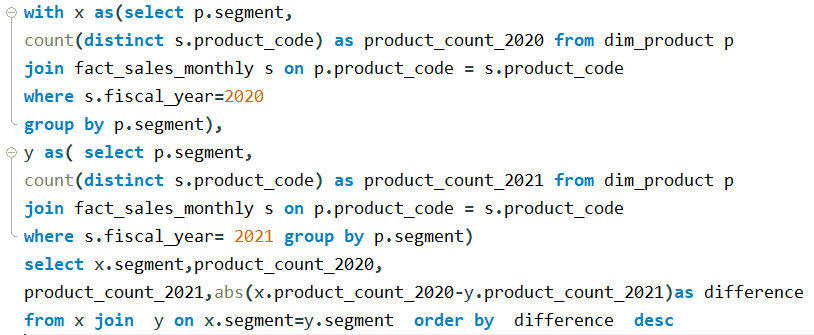 with x as(select p.segment,
count(distinct s.product_code) as product_count_2020 from dim_product p
join fact_sales_monthly s on p.product_code = s.product_code
where s.fiscal_year=2020
group by p.segment),
y as( select p.segment,
count(distinct s.product_code) as product_count_2021 from dim_product p
join fact_sales_monthly s on p.product_code = s.product_code
where s.fiscal_year= 2021 group by p.segment)
select x.segment,product_count_2020,
product_count_2021,abs(x.product_count_2020-y.product_count_2021)as difference
from x join  y on x.segment=y.segment  order by  difference  desc